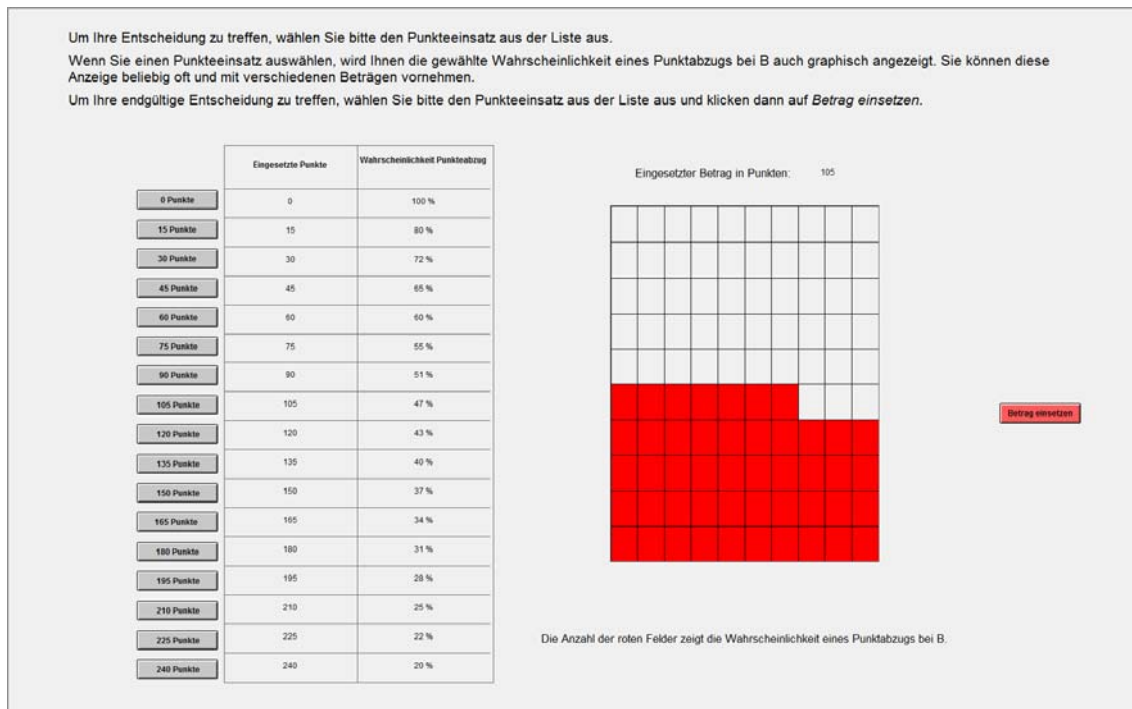 Um Ihre Entscheidung zu treffen, wählen Sie bitte den Punkteeinsatz aus der Liste aus.
Wenn Sie einen Punkteeinsatz auswählen, wird Ihnen die gewählte Wahrscheinlichkeit eines Punktabzugs bei B auch graphisch angezeigt. Sie können diese
Anzeige beliebig oft und mit verschiedenen Beträgen vornehmen.
Um Ihre endgültige Entscheidung zu treffen, wählen Sie bitte den Punkteeinsatz aus der Liste aus und klicken dann auf Betrag einsetzen.
Eingesetzte Punkte Wahrscheinlichkeit Punkteabzug
0 Punkte 0 100 %
15 Punkte 15 80 %
30 Punkte 30 72 %
45 Punkte 45 65 %
60 Punkte 60 60 %
75 Punkte 75 55 %
90 Punkte 90 51 %
105 Punkte 105 47 %
120 Punkte 120 43 %
135 Punkte 135 40 %
150 Punkte 150 37 %
165 Punkte 165 34 %
180 Punkte 180 31 %
195 Punkte 195 28 %
210 Punkte 210 25 %
225 Punkte 225 22 %
240 Punkte 240 20 %
Eingesetzter Betrag in Punkten: 105
Betrag einsetzen
Die Anzahl der roten Felder zeigt die Wahrscheinlichkeit eines Punktabzugs bei B.